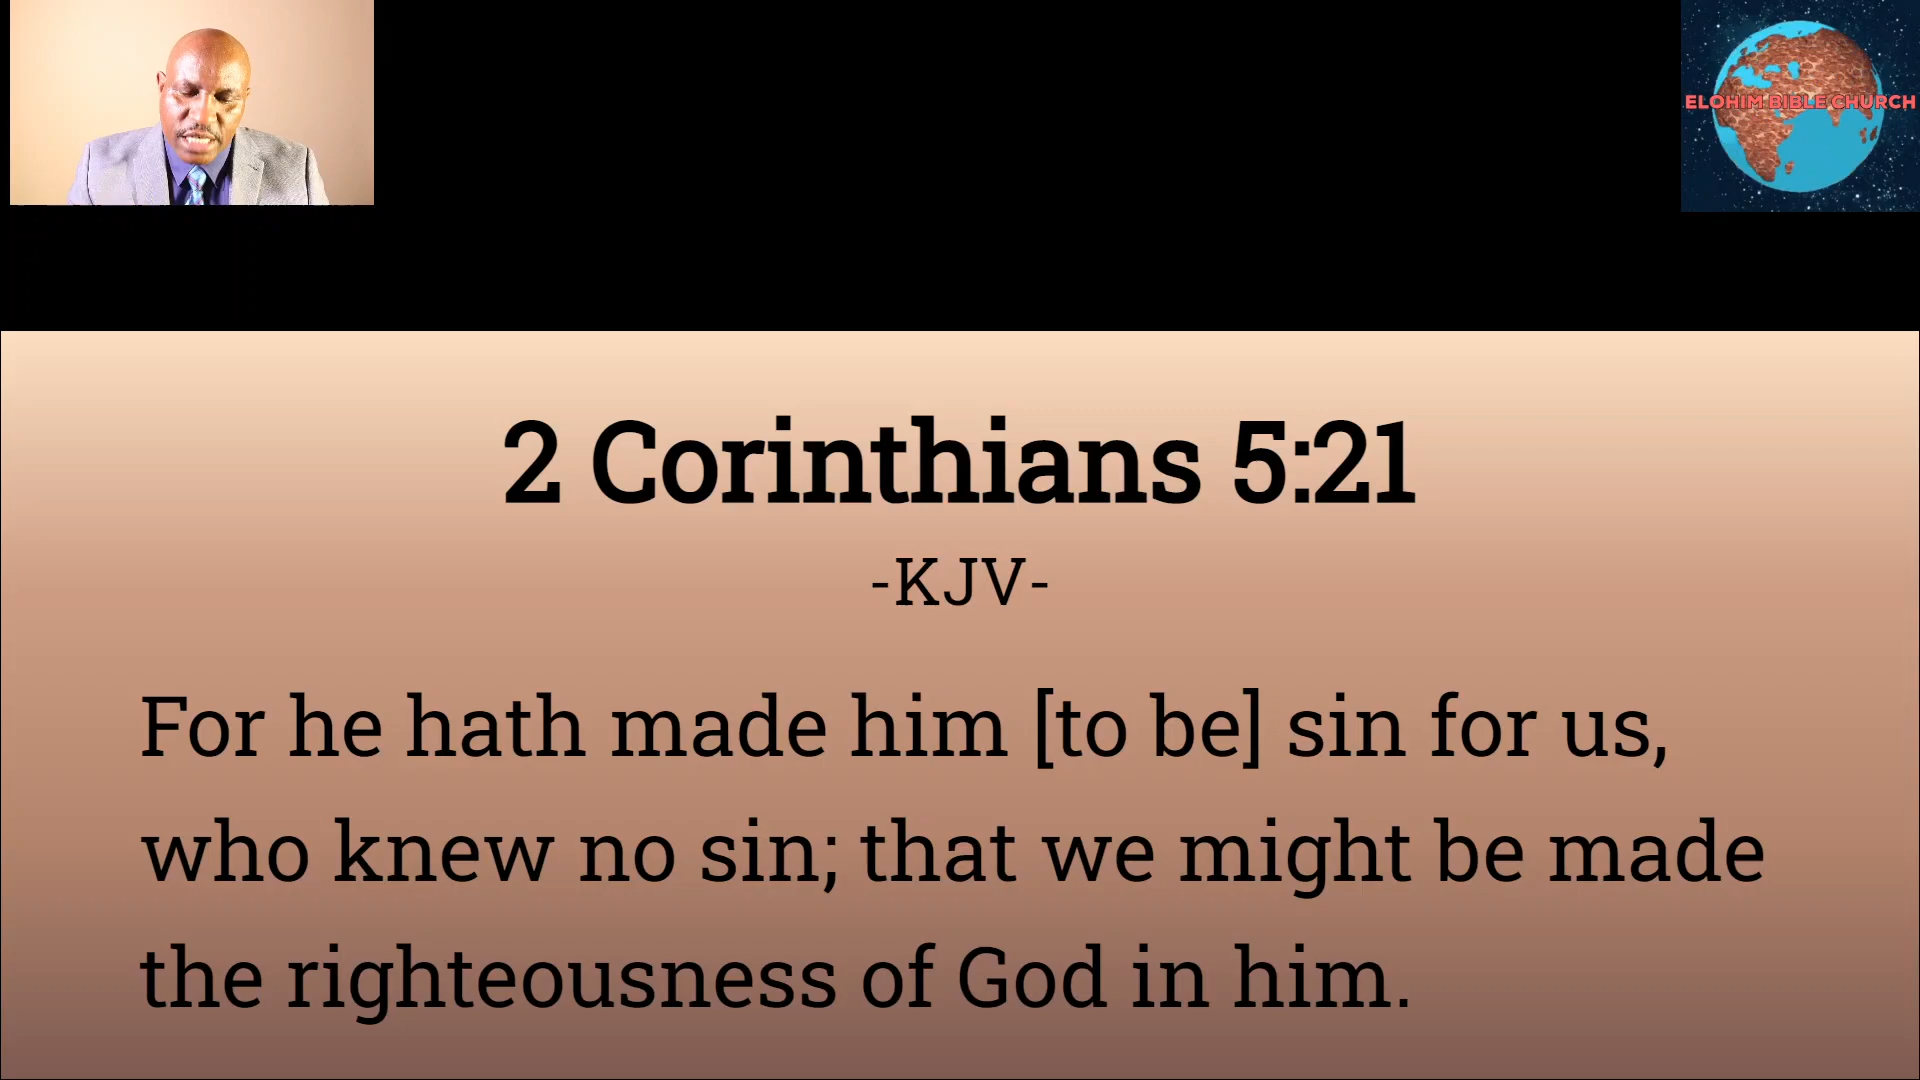 ELOHIM BIBLE CHURCH
2 Corinthians 5:21
-KJV-
For he hath made him [to be] sin for us,
who knew no sin; that we might be made
the righteousness of God in him.